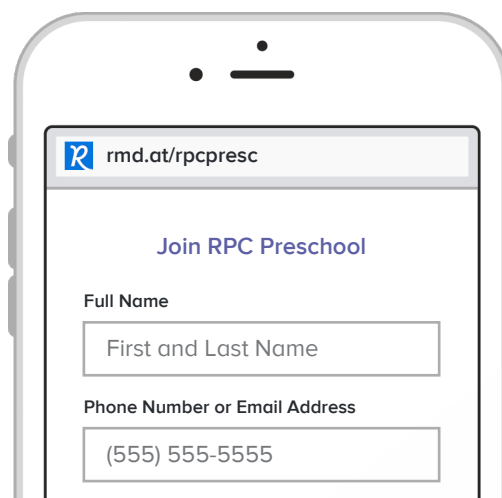 rmd.at/rpcpresc
Join RPC Preschool
Full Name
First and Last Name
Phone Number or Email Address
(555) 555-5555